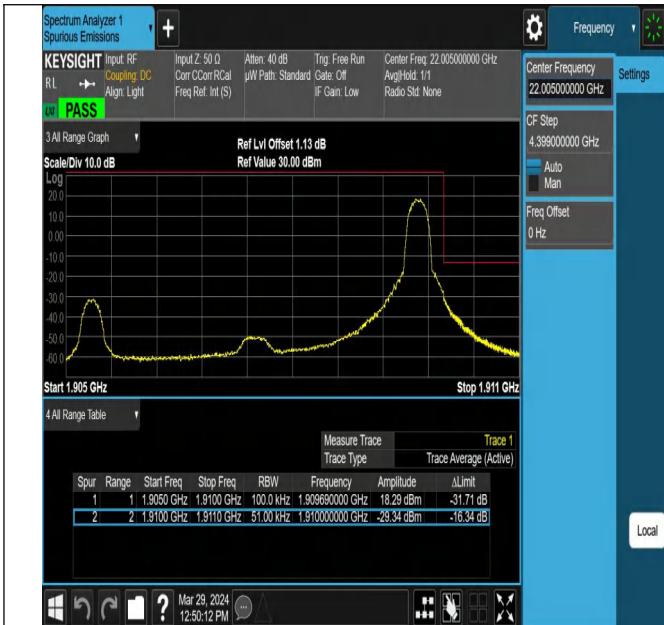 Spectrum Analyzer 1
Spurious Emissions
Frequency
KEYSIGHT Input: RF Input Z: 50 Ω Atten: 40 dB Trig: Free Run Center Freq: 22.005000000 GHz
RL Coupling: DC Corr CCorr RCal µW Path: Standard Gate: Off Avg|Hold: 1/1
Align: Light Freq Ref: Int (S) IF Gain: Low Radio Std: None
PASS
Center Frequency
22.005000000 GHz
Settings
CF Step
4.399000000 GHz
Auto
Man
Freq Offset
0 Hz
3 All Range Graph
Ref Lvl Offset 1.13 dB
Scale/Div 10.0 dB Ref Value 30.00 dBm
Log
20.0
10.0
0.00
-10.0
-20.0
-30.0
-40.0
-50.0
-60.0
Start 1.905 GHz Stop 1.911 GHz
4 All Range Table
Measure Trace Trace 1
Trace Type Trace Average (Active)
Spur Range Start Freq Stop Freq RBW Frequency Amplitude ΔLimit
1 1 1.9050 GHz 1.9100 GHz 100.0 kHz 1.909690000 GHz 18.29 dBm -31.71 dB
2 2 1.9100 GHz 1.9110 GHz 51.00 kHz 1.910000000 GHz -29.34 dBm -16.34 dB
Local
Mar 29, 2024
12:50:12 PM